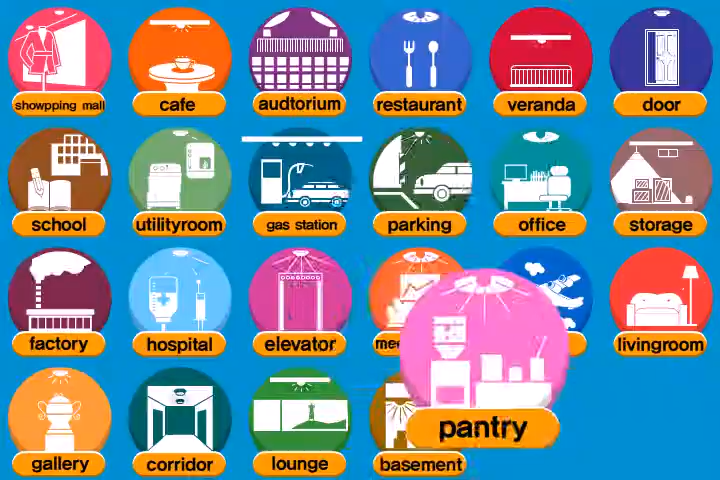 showpping mall
cafe
audtorium
restaurant
veranda
door
school
utilityroom
gas station
parking
office
storage
factory
hospital
elevator
livingroom
gallery
corridor
lounge
basement
pantry